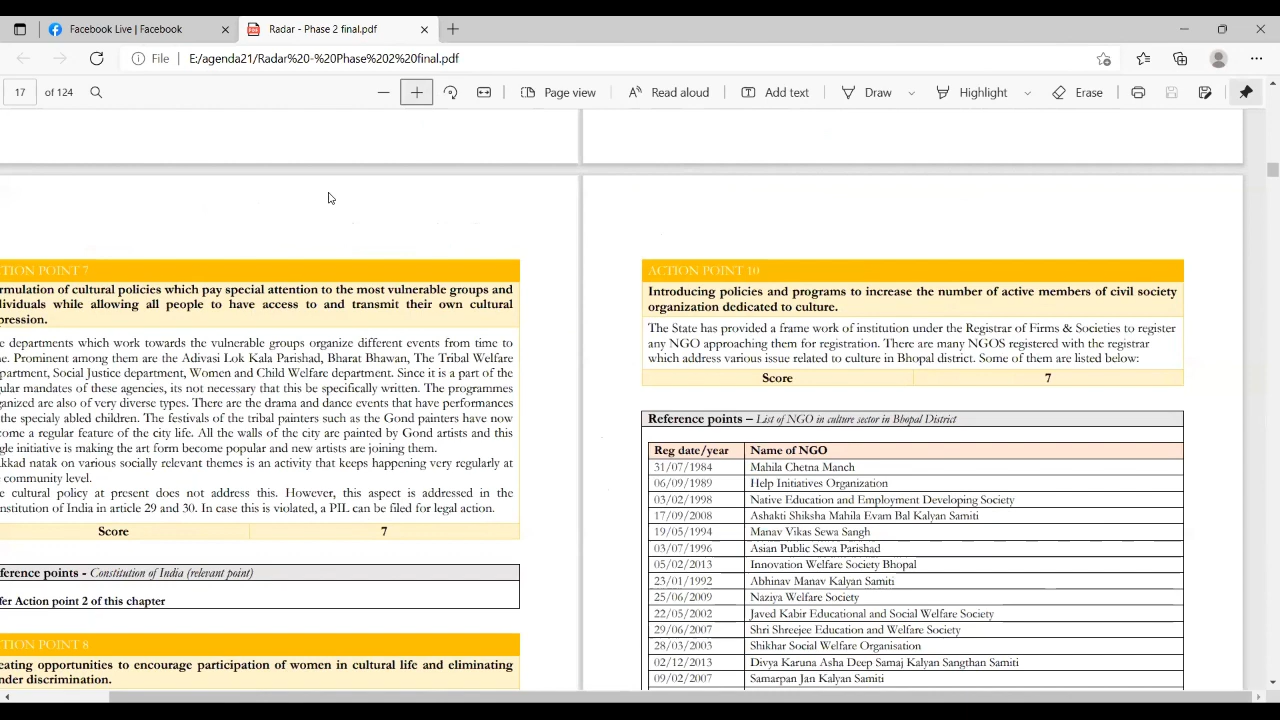 Facebook Live | Facebook
Radar - Phase 2 final.pdf
File
E:/agenda21/Radar%20-%20Phase%202%20final.pdf
17 of 124
Page view
Read aloud
Add text
Draw
Highlight
Erase
TION POINT 7
rmulation of cultural policies which pay special attention to the most vulnerable groups and
dividuals while allowing all people to have access to and transmit their own cultural
pression.
e departments which work towards the vulnerable groups organize different events from time to
e. Prominent among them are the Adivasi Lok Kala Parishad, Bharat Bhawan, The Tribal Welfare
partment, Social Justice department, Women and Child Welfare department. Since it is a part of the
ular mandates of these agencies, its not necessary that this be specifically written. The programmes
ganized are also of very diverse types. There are the drama and dance events that have performances
the specialy abled children. The festivals of the tribal painters such as the Gond painters have now
come a regular feature of the city life. All the walls of the city are painted by Gond artists and this
gle initiative is making the art form become popular and new artists are joining them.
kkad natak on various socially relevant themes is an activity that keeps happening very regularly at
community level.
e cultural policy at present does not address this. However, this aspect is addressed in the
nstitution of India in article 29 and 30. In case this is violated, a PIL can be filed for legal action.
Score 7
ference points - Constitution of India (relevant point)
fer Action point 2 of this chapter
TION POINT 8
eating opportunities to encourage participation of women in cultural life and eliminating
nder discrimination.
ACTION POINT 10
Introducing policies and programs to increase the number of active members of civil society
organization dedicated to culture.
The State has provided a frame work of institution under the Registrar of Firms & Societies to register
any NGO approaching them for registration. There are many NGOS registered with the registrar
which address various issue related to culture in Bhopal district. Some of them are listed below:
Score 7
Reference points – List of NGO in culture sector in Bhopal District
Reg date/year Name of NGO
31/07/1984 Mahila Chetna Manch
06/09/1989 Help Initiatives Organization
03/02/1998 Native Education and Employment Developing Society
17/09/2008 Ashakti Shiksha Mahila Evam Bal Kalyan Samiti
19/05/1994 Manav Vikas Sewa Sangh
03/07/1996 Asian Public Sewa Parishad
05/02/2013 Innovation Welfare Society Bhopal
23/01/1992 Abhinav Manav Kalyan Samiti
25/06/2009 Naziya Welfare Society
22/05/2002 Javed Kabir Educational and Social Welfare Society
29/06/2007 Shri Shreejee Education and Welfare Society
28/03/2003 Shikhar Social Welfare Organisation
02/12/2013 Divya Karuna Asha Deep Samaj Kalyan Sangthan Samiti
09/02/2007 Samarpan Jan Kalyan Samiti